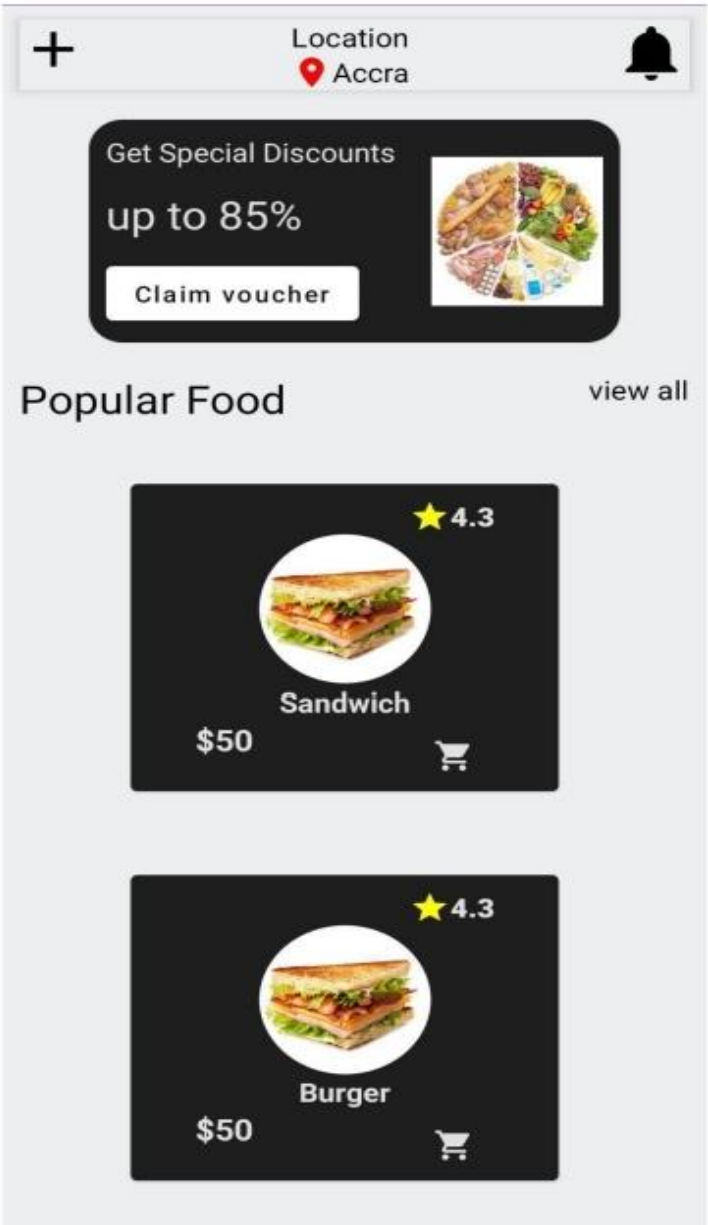 Location
Accra
Get Special Discounts
up to 85%
Claim voucher
Popular Food
view all
4.3
Sandwich
$50
4.3
Burger
$50